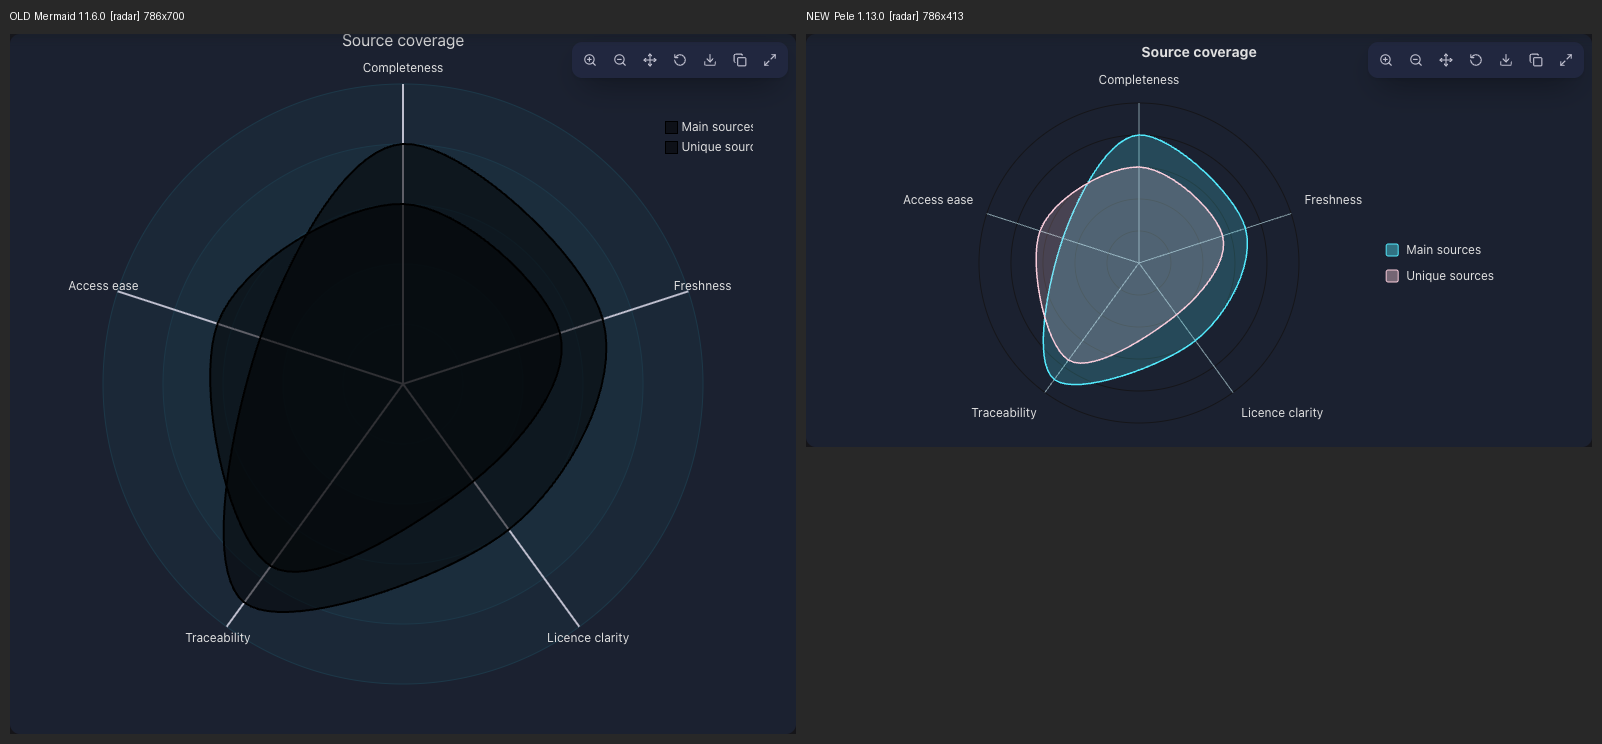 OLD Mermaid 11.6.0 [radar] 786x700
Source coverage
Completeness
Main sources
Unique sourc
Access ease
Freshness
Traceability
Licence clarity
NEW Pele 1.13.0 [radar] 786x413
Source coverage
Completeness
Access ease
Freshness
Main sources
Unique sources
Traceability
Licence clarity